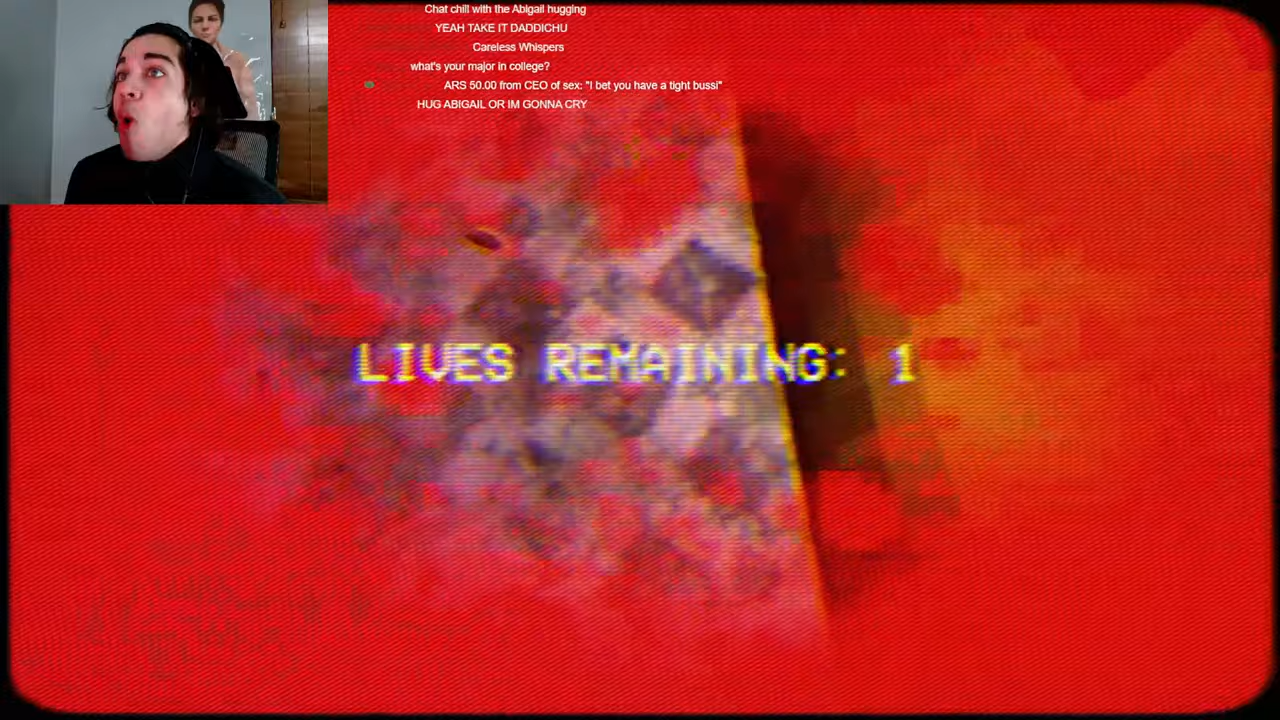 Chat chill with the Abigail hugging
YEAH TAKE IT DADDICHU
Careless Whispers
what's your major in college?
ARS 50.00 from CEO of sex: "I bet you have a tight bussi"
HUG ABIGAIL OR IM GONNA CRY
LIVES REMAINING: 1